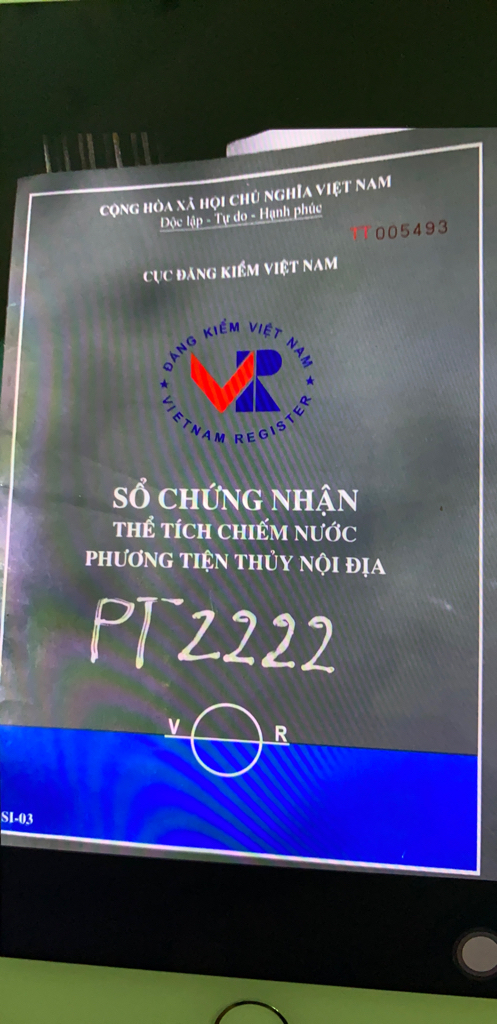 CỘNG HÒA XÃ HỘI CHỦ NGHĨA VIỆT NAM
Độc lập - Tự do - Hạnh phúc
TT 005493
CỤC ĐĂNG KIỂM VIỆT NAM
ĐĂNG KIỂM VIỆT NAM
VR
VIETNAM REGISTER
SỔ CHỨNG NHẬN
THỂ TÍCH CHIẾM NƯỚC
PHƯƠNG TIỆN THỦY NỘI ĐỊA
PT 2222
V R
SI-03